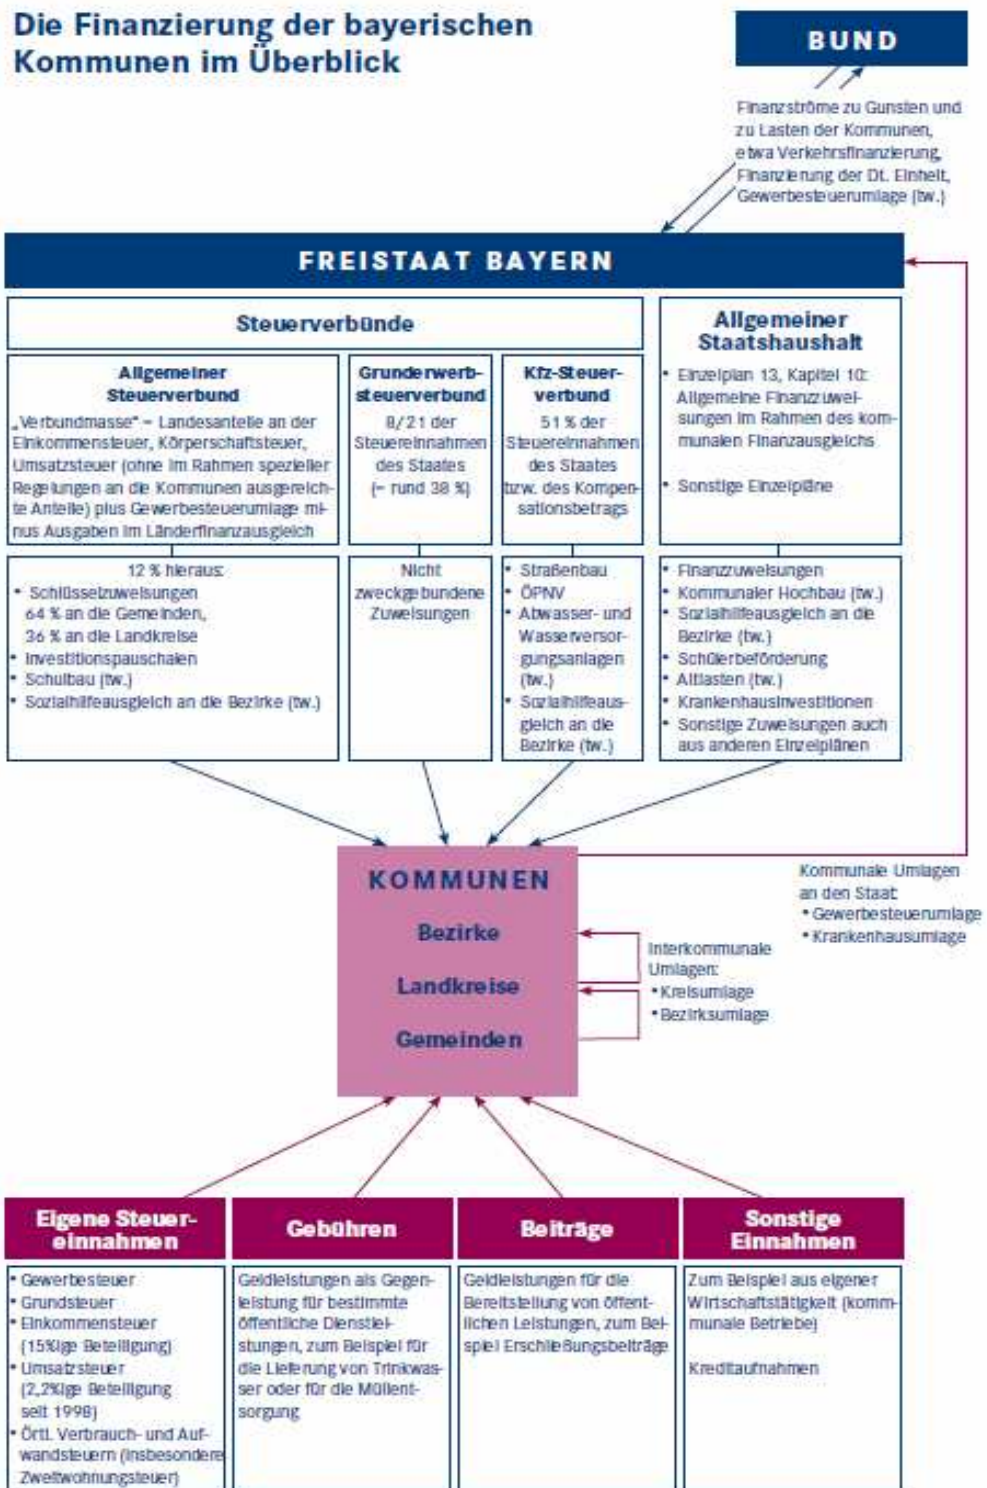 Die Finanzierung der bayerischen
Kommunen im Überblick
BUND
Finanzströme zu Gunsten und
zu Lasten der Kommunen,
etwa Verkehrsfinanzierung,
Finanzierung der Dt. Einheit,
Gewerbesteuerumlage (tw.)
FREISTAAT BAYERN
Steuerverbünde
Allgemeiner
Steuerverbund
„Verbundmasse“ = Landesanteile an der
Einkommensteuer, Körperschaftsteuer,
Umsatzsteuer (ohne im Rahmen spezieller
Regelungen an die Kommunen ausgereich-
te Anteile) plus Gewerbesteuerumlage mi-
nus Ausgaben im Länderfinanzausgleich
12 % hieraus:
• Schlüsselzuweisungen
64 % an die Gemeinden,
36 % an die Landkreise
• Investitionspauschalen
• Schulbau (tw.)
• Sozialhilfeausgleich an die Bezirke (tw.)
Grunderwerb-
steuerverbund
8/21 der
Steuereinnahmen
des Staates
(= rund 38 %)
Nicht
zweckgebundene
Zuweisungen
Kfz-Steuer-
verbund
51 % der
Steuereinnahmen
des Staates
bzw. des Kompen-
sationsbetrags
• Straßenbau
• ÖPNV
• Abwasser- und
Wasserversor-
gungsanlagen
(tw.)
• Sozialhilfeaus-
gleich an die
Bezirke (tw.)
Allgemeiner
Staatshaushalt
• Einzelplan 13, Kapitel 10:
Allgemeine Finanzzuwei-
sungen im Rahmen des kom-
munalen Finanzausgleichs
• Sonstige Einzelpläne
• Finanzzuweisungen
• Kommunaler Hochbau (tw.)
• Sozialhilfeausgleich an die
Bezirke (tw.)
• Schülerbeförderung
• Altlasten (tw.)
• Krankenhausinvestitionen
• Sonstige Zuweisungen auch
aus anderen Einzelplänen
KOMMUNEN
Bezirke
Landkreise
Gemeinden
Interkommunale
Umlagen:
• Kreisumlage
• Bezirksumlage
Kommunale Umlagen
an den Staat:
• Gewerbesteuerumlage
• Krankenhausumlage
Eigene Steuer-
einnahmen
• Gewerbesteuer
• Grundsteuer
• Einkommensteuer
(15%ige Beteiligung)
• Umsatzsteuer
(2,2%ige Beteiligung
seit 1998)
• Örtl. Verbrauch- und Auf-
wandsteuern (insbesondere
Zweitwohnungsteuer)
Gebühren
Geldleistungen als Gegen-
leistung für bestimmte
öffentliche Dienstlei-
stungen, zum Beispiel für
die Lieferung von Trinkwas-
ser oder für die Müllent-
sorgung
Beiträge
Geldleistungen für die
Bereitstellung von öffent-
lichen Leistungen, zum Bei-
spiel Erschließungsbeiträge
Sonstige
Einnahmen
Zum Beispiel aus eigener
Wirtschaftstätigkeit (komm-
munale Betriebe)
Kreditaufnahmen